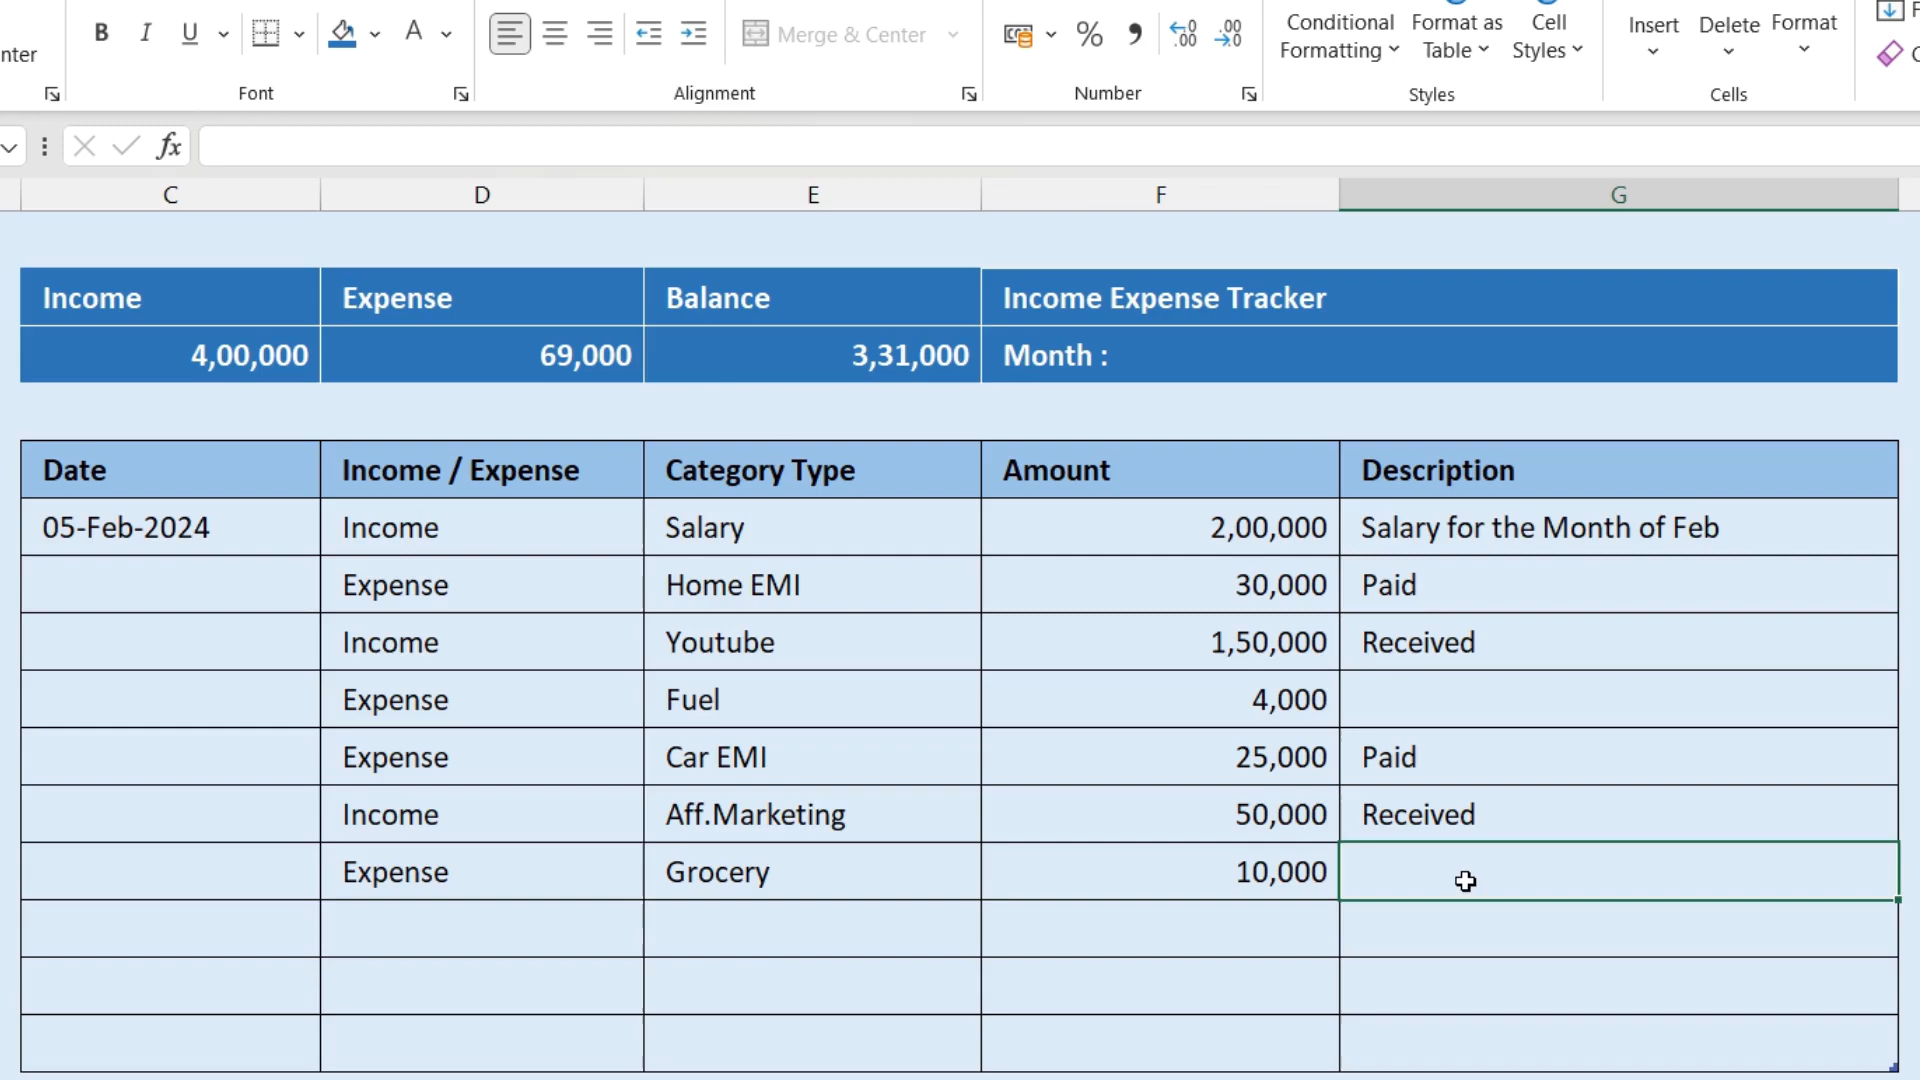 nter B I U A Merge & Center % , .00 .00 Conditional Formatting Format as Table Cell Styles Insert Delete Format
Font Alignment Number Styles Cells
fx
C D E F G
Income Expense Balance Income Expense Tracker
4,00,000 69,000 3,31,000 Month :
Date Income / Expense Category Type Amount Description
05-Feb-2024 Income Salary 2,00,000 Salary for the Month of Feb
Expense Home EMI 30,000 Paid
Income Youtube 1,50,000 Received
Expense Fuel 4,000
Expense Car EMI 25,000 Paid
Income Aff.Marketing 50,000 Received
Expense Grocery 10,000